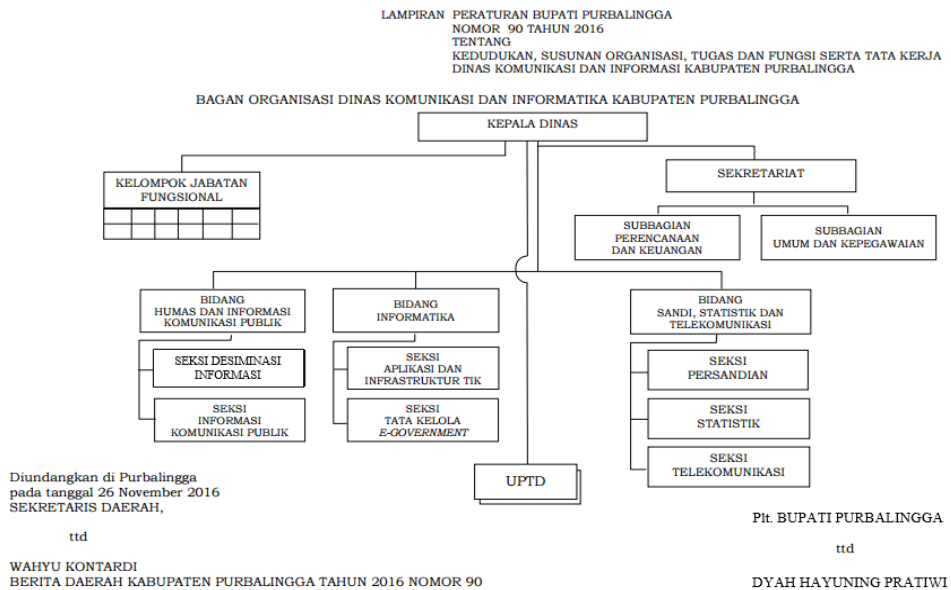 LAMPIRAN PERATURAN BUPATI PURBALINGGA
NOMOR 90 TAHUN 2016
TENTANG
KEDUDUKAN, SUSUNAN ORGANISASI, TUGAS DAN FUNGSI SERTA TATA KERJA
DINAS KOMUNIKASI DAN INFORMASI KABUPATEN PURBALINGGA
BAGAN ORGANISASI DINAS KOMUNIKASI DAN INFORMATIKA KABUPATEN PURBALINGGA
KEPALA DINAS
KELOMPOK JABATAN
FUNGSIONAL
SEKRETARIAT
SUBBAGIAN
PERENCANAAN
DAN KEUANGAN
SUBBAGIAN
UMUM DAN KEPEGAWAIAN
BIDANG
HUMAS DAN INFORMASI
KOMUNIKASI PUBLIK
SEKSI DESIMINASI
INFORMASI
SEKSI
INFORMASI
KOMUNIKASI PUBLIK
BIDANG
INFORMATIKA
SEKSI
APLIKASI DAN
INFRASTRUKTUR TIK
SEKSI
TATA KELOLA
E-GOVERNMENT
BIDANG
SANDI, STATISTIK DAN
TELEKOMUNIKASI
SEKSI
PERSANDIAN
SEKSI
STATISTIK
SEKSI
TELEKOMUNIKASI
UPTD
Diundangkan di Purbalingga
pada tanggal 26 November 2016
SEKRETARIS DAERAH,
ttd
WAHYU KONTARDI
BERITA DAERAH KABUPATEN PURBALINGGA TAHUN 2016 NOMOR 90
Plt. BUPATI PURBALINGGA
ttd
DYAH HAYUNING PRATIWI